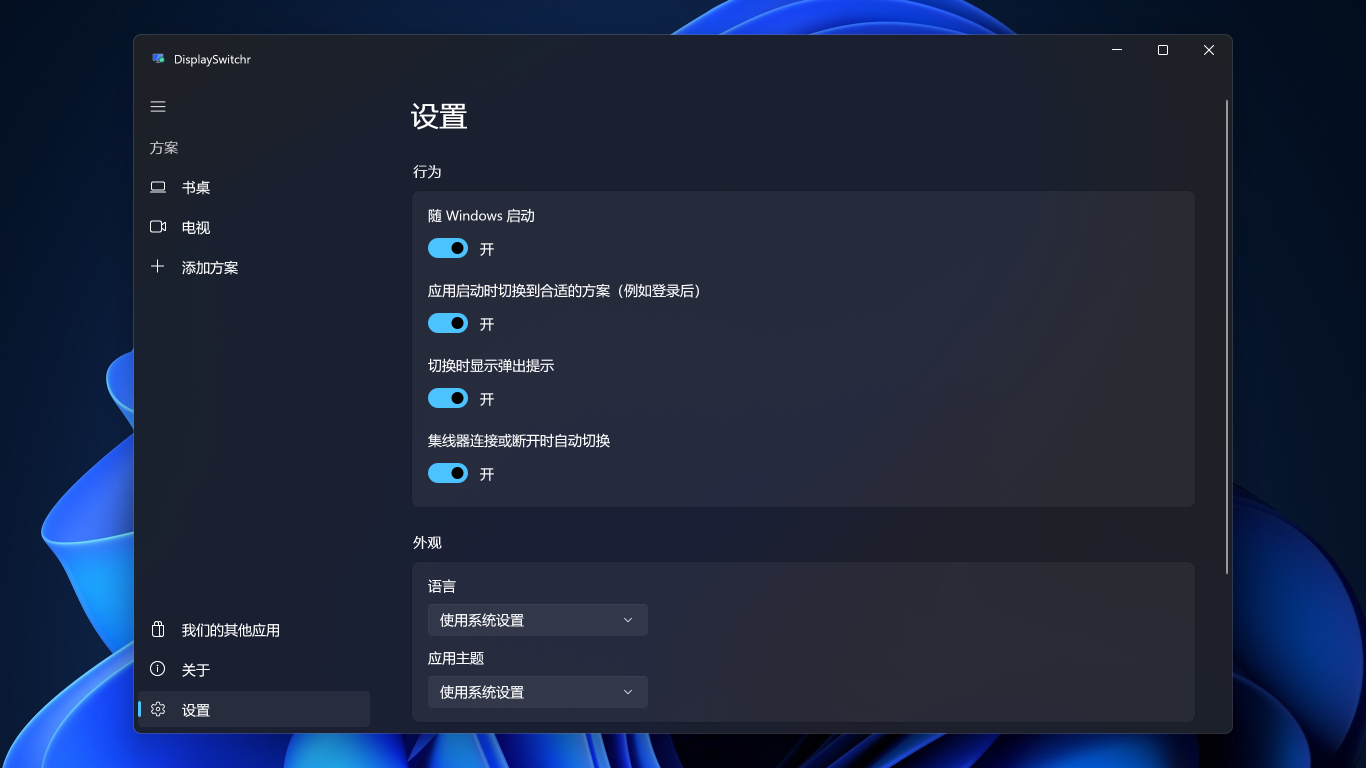 DisplaySwitchr
方案
书桌
电视
添加方案
我们的其他应用
关于
设置
设置
行为
随 Windows 启动
开
应用启动时切换到合适的方案（例如登录后）
开
切换时显示弹出提示
开
集线器连接或断开时自动切换
开
外观
语言
使用系统设置
应用主题
使用系统设置